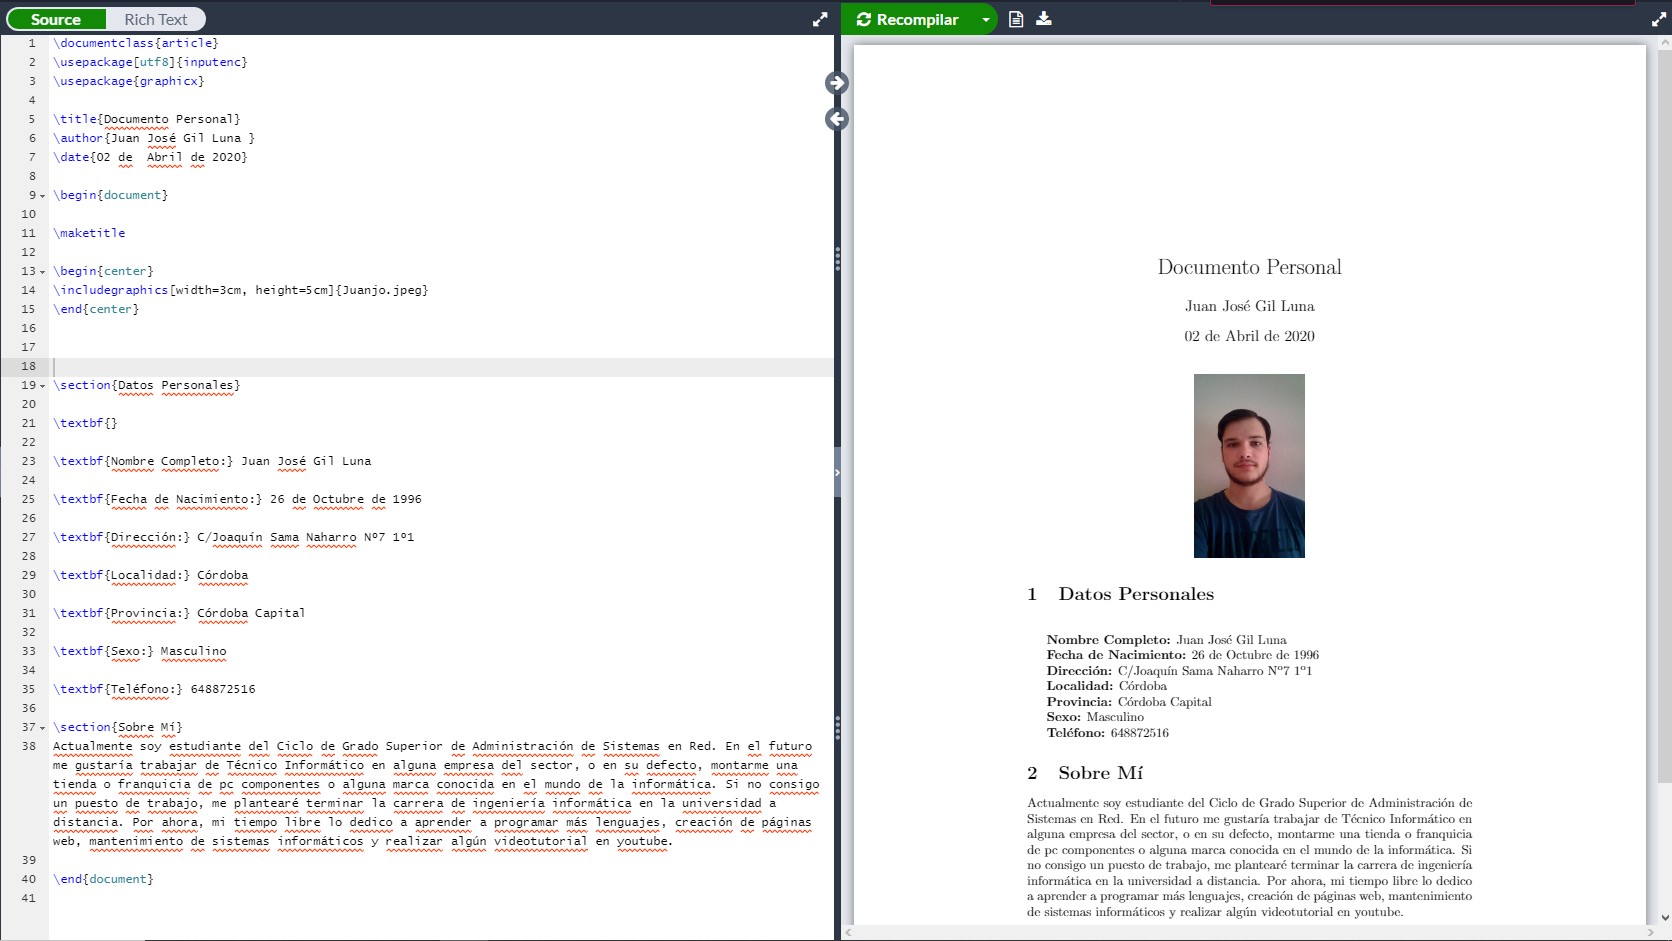 Source Rich Text
Recompilar
1 \documentclass{article}
2 \usepackage[utf8]{inputenc}
3 \usepackage{graphicx}
4
5 \title{Documento Personal}
6 \author{Juan José Gil Luna }
7 \date{02 de  Abril de 2020}
8
9 \begin{document}
10
11 \maketitle
12
13 \begin{center}
14 \includegraphics[width=3cm, height=5cm]{Juanjo.jpeg}
15 \end{center}
16
17
18
19 \section{Datos Personales}
20
21 \textbf{}
22
23 \textbf{Nombre Completo:} Juan José Gil Luna
24
25 \textbf{Fecha de Nacimiento:} 26 de Octubre de 1996
26
27 \textbf{Dirección:} C/Joaquín Sama Naharro Nº7 1º1
28
29 \textbf{Localidad:} Córdoba
30
31 \textbf{Provincia:} Córdoba Capital
32
33 \textbf{Sexo:} Masculino
34
35 \textbf{Teléfono:} 648872516
36
37 \section{Sobre Mí}
38 Actualmente soy estudiante del Ciclo de Grado Superior de Administración de Sistemas en Red. En el futuro
me gustaría trabajar de Técnico Informático en alguna empresa del sector, o en su defecto, montarme una
tienda o franquicia de pc componentes o alguna marca conocida en el mundo de la informática. Si no consigo
un puesto de trabajo, me plantearé terminar la carrera de ingeniería informática en la universidad a
distancia. Por ahora, mi tiempo libre lo dedico a aprender a programar más lenguajes, creación de páginas
web, mantenimiento de sistemas informáticos y realizar algún videotutorial en youtube.
39
40 \end{document}
41
Documento Personal
Juan José Gil Luna
02 de Abril de 2020
1 Datos Personales
Nombre Completo: Juan José Gil Luna
Fecha de Nacimiento: 26 de Octubre de 1996
Dirección: C/Joaquín Sama Naharro Nº7 1º1
Localidad: Córdoba
Provincia: Córdoba Capital
Sexo: Masculino
Teléfono: 648872516
2 Sobre Mí
Actualmente soy estudiante del Ciclo de Grado Superior de Administración de
Sistemas en Red. En el futuro me gustaría trabajar de Técnico Informático en
alguna empresa del sector, o en su defecto, montarme una tienda o franquicia
de pc componentes o alguna marca conocida en el mundo de la informática. Si
no consigo un puesto de trabajo, me plantearé terminar la carrera de ingeniería
informática en la universidad a distancia. Por ahora, mi tiempo libre lo dedico
a aprender a programar más lenguajes, creación de páginas web, mantenimiento
de sistemas informáticos y realizar algún videotutorial en youtube.